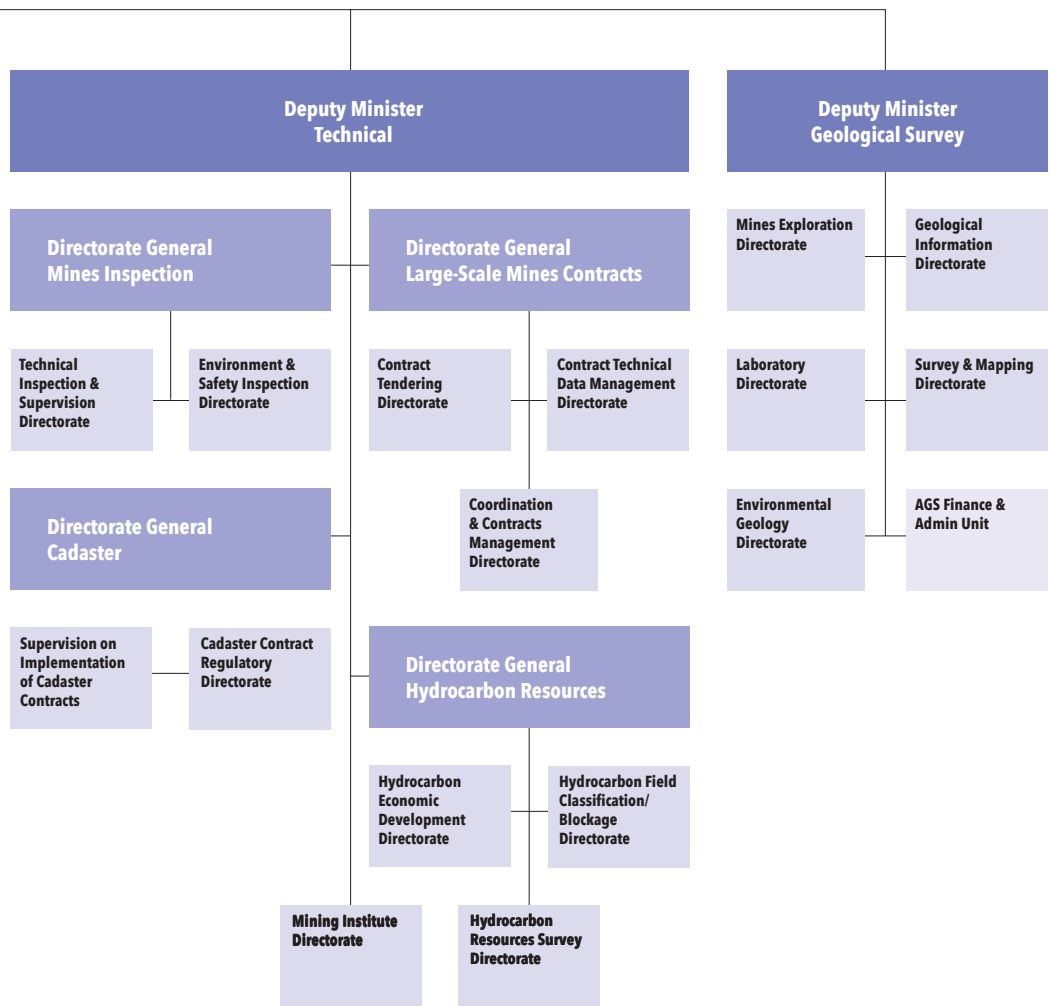 Deputy Minister
Technical
Deputy Minister
Geological Survey
Directorate General
Mines Inspection
Directorate General
Large-Scale Mines Contracts
Mines Exploration
Directorate
Geological
Information
Directorate
Technical
Inspection &
Supervision
Directorate
Environment &
Safety Inspection
Directorate
Contract
Tendering
Directorate
Contract Technical
Data Management
Directorate
Laboratory
Directorate
Survey & Mapping
Directorate
Directorate General
Cadaster
Coordination
& Contracts
Management
Directorate
Environmental
Geology
Directorate
AGS Finance &
Admin Unit
Supervision on
Implementation
of Cadaster
Contracts
Cadaster Contract
Regulatory
Directorate
Directorate General
Hydrocarbon Resources
Hydrocarbon
Economic
Development
Directorate
Hydrocarbon Field
Classification/
Blockage
Directorate
Mining Institute
Directorate
Hydrocarbon
Resources Survey
Directorate